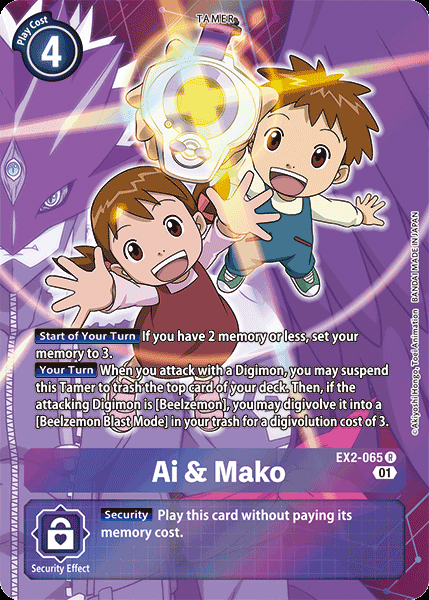 TAMER
Play Cost
4
Start of Your Turn If you have 2 memory or less, set your
memory to 3.
Your Turn When you attack with a Digimon, you may suspend
this Tamer to trash the top card of your deck. Then, if the
attacking Digimon is [Beelzemon], you may digivolve it into a
[Beelzemon Blast Mode] in your trash for a digivolution cost of 3.
©Akiyoshi Hongo, Toei Animation BANDAI MADE IN JAPAN
EX2-065 R
Ai & Mako
01
Security Play this card without paying its
memory cost.
Security Effect